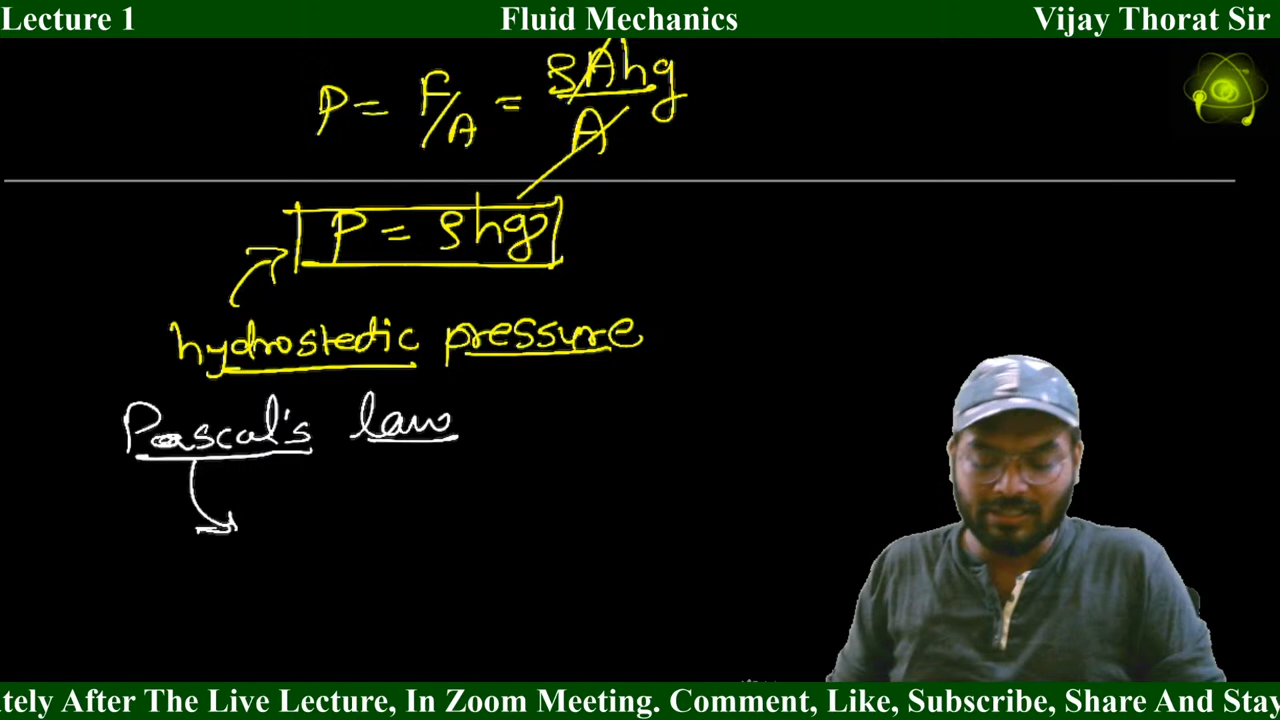 Lecture 1 Fluid Mechanics Vijay Thorat Sir
P = F/A = ρAhg/A
P = ρhg
hydrostedic pressure
Pascal's law
tely After The Live Lecture, In Zoom Meeting. Comment, Like, Subscribe, Share And Stay